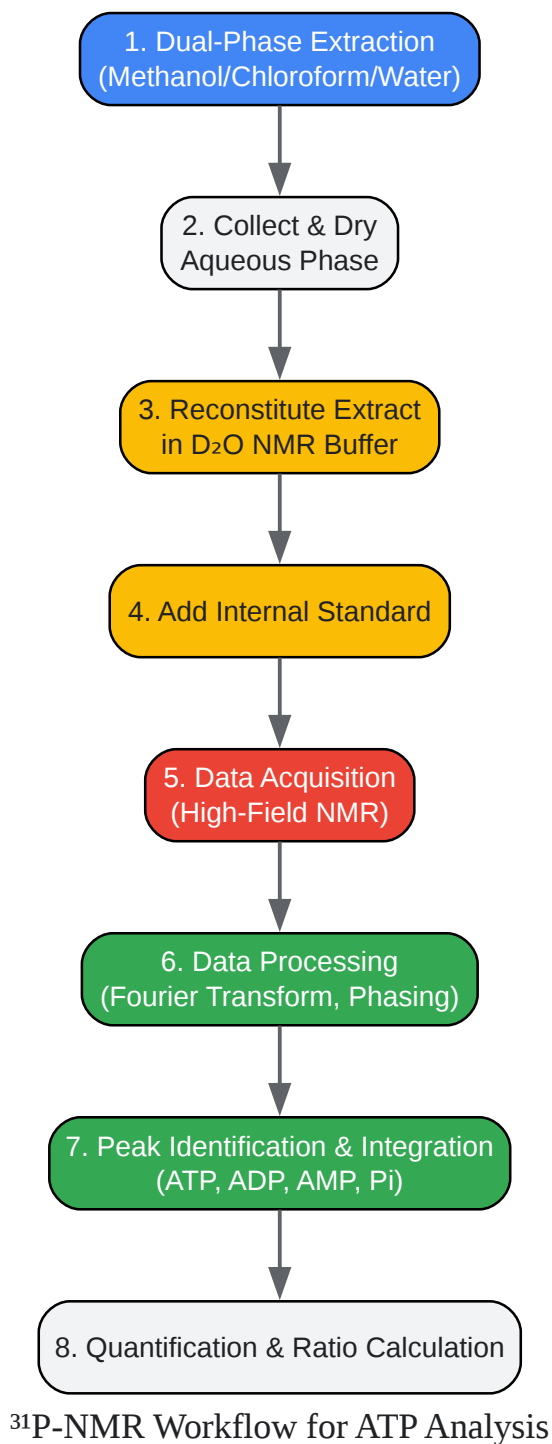 1. Dual-Phase Extraction
(Methanol/Chloroform/Water)
2. Collect & Dry
Aqueous Phase
3. Reconstitute Extract
in D₂O NMR Buffer
4. Add Internal Standard
5. Data Acquisition
(High-Field NMR)
6. Data Processing
(Fourier Transform, Phasing)
7. Peak Identification & Integration
(ATP, ADP, AMP, Pi)
8. Quantification & Ratio Calculation
³¹P-NMR Workflow for ATP Analysis